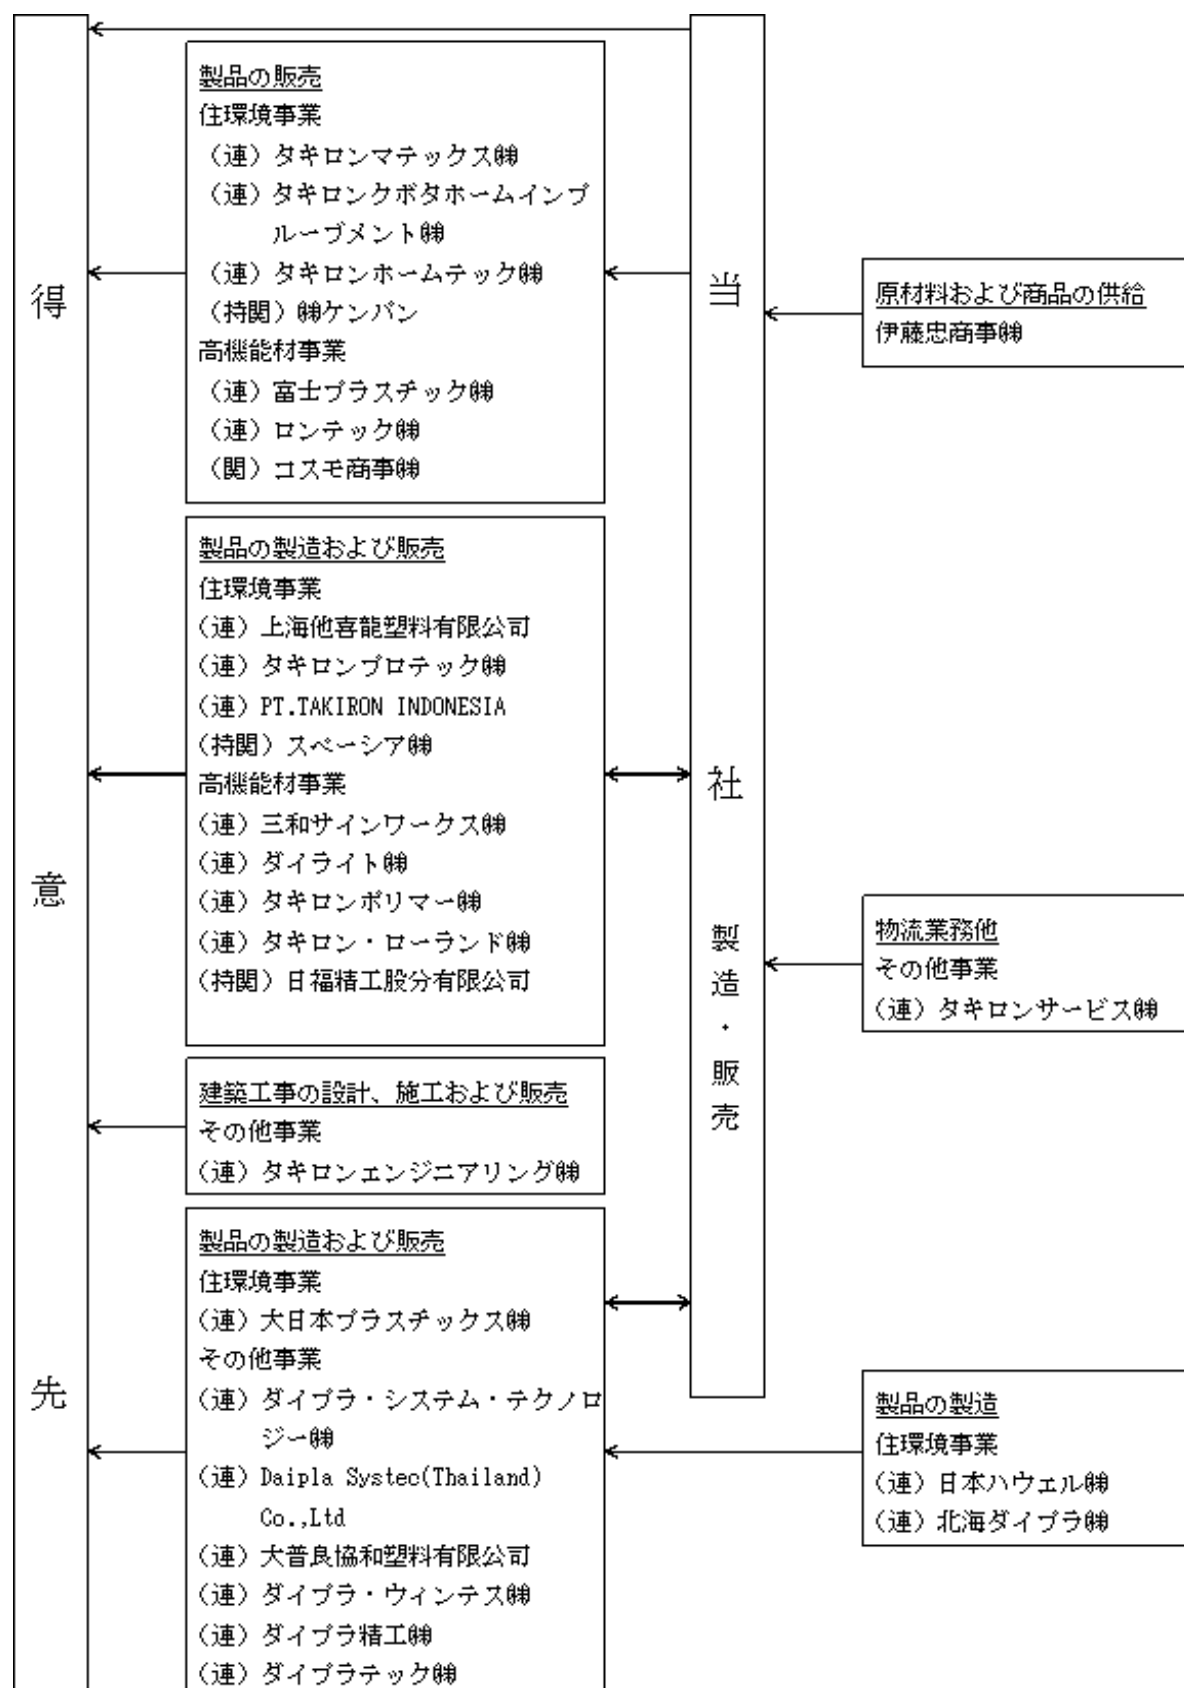 得
意
先
製品の販売
住環境事業
(連)タキロンマテックス㈱
(連)タキロンクボタホームインプ
ルーブメント㈱
(連)タキロンホームテック㈱
(持関)㈱ケンパン
高機能材事業
(連)富士プラスチック㈱
(連)ロンテック㈱
(関)コスモ商事㈱
製品の製造および販売
住環境事業
(連)上海他喜龍塑料有限公司
(連)タキロンプロテック㈱
(連)PT.TAKIRON INDONESIA
(持関)スペーシア㈱
高機能材事業
(連)三和サインワークス㈱
(連)ダイライト㈱
(連)タキロンポリマー㈱
(連)タキロン・ローランド㈱
(持関)日福精工股分有限公司
建築工事の設計、施工および販売
その他事業
(連)タキロンエンジニアリング㈱
製品の製造および販売
住環境事業
(連)大日本プラスチックス㈱
その他事業
(連)ダイプラ・システム・テクノロ
ジー㈱
(連)Daipla Systec(Thailand)
Co.,Ltd
(連)大普良協和塑料有限公司
(連)ダイプラ・ウィンテス㈱
(連)ダイプラ精工㈱
(連)ダイプラテック㈱
当
社
製
造
・
販
売
原材料および商品の供給
伊藤忠商事㈱
物流業務他
その他事業
(連)タキロンサービス㈱
製品の製造
住環境事業
(連)日本ハウェル㈱
(連)北海ダイプラ㈱